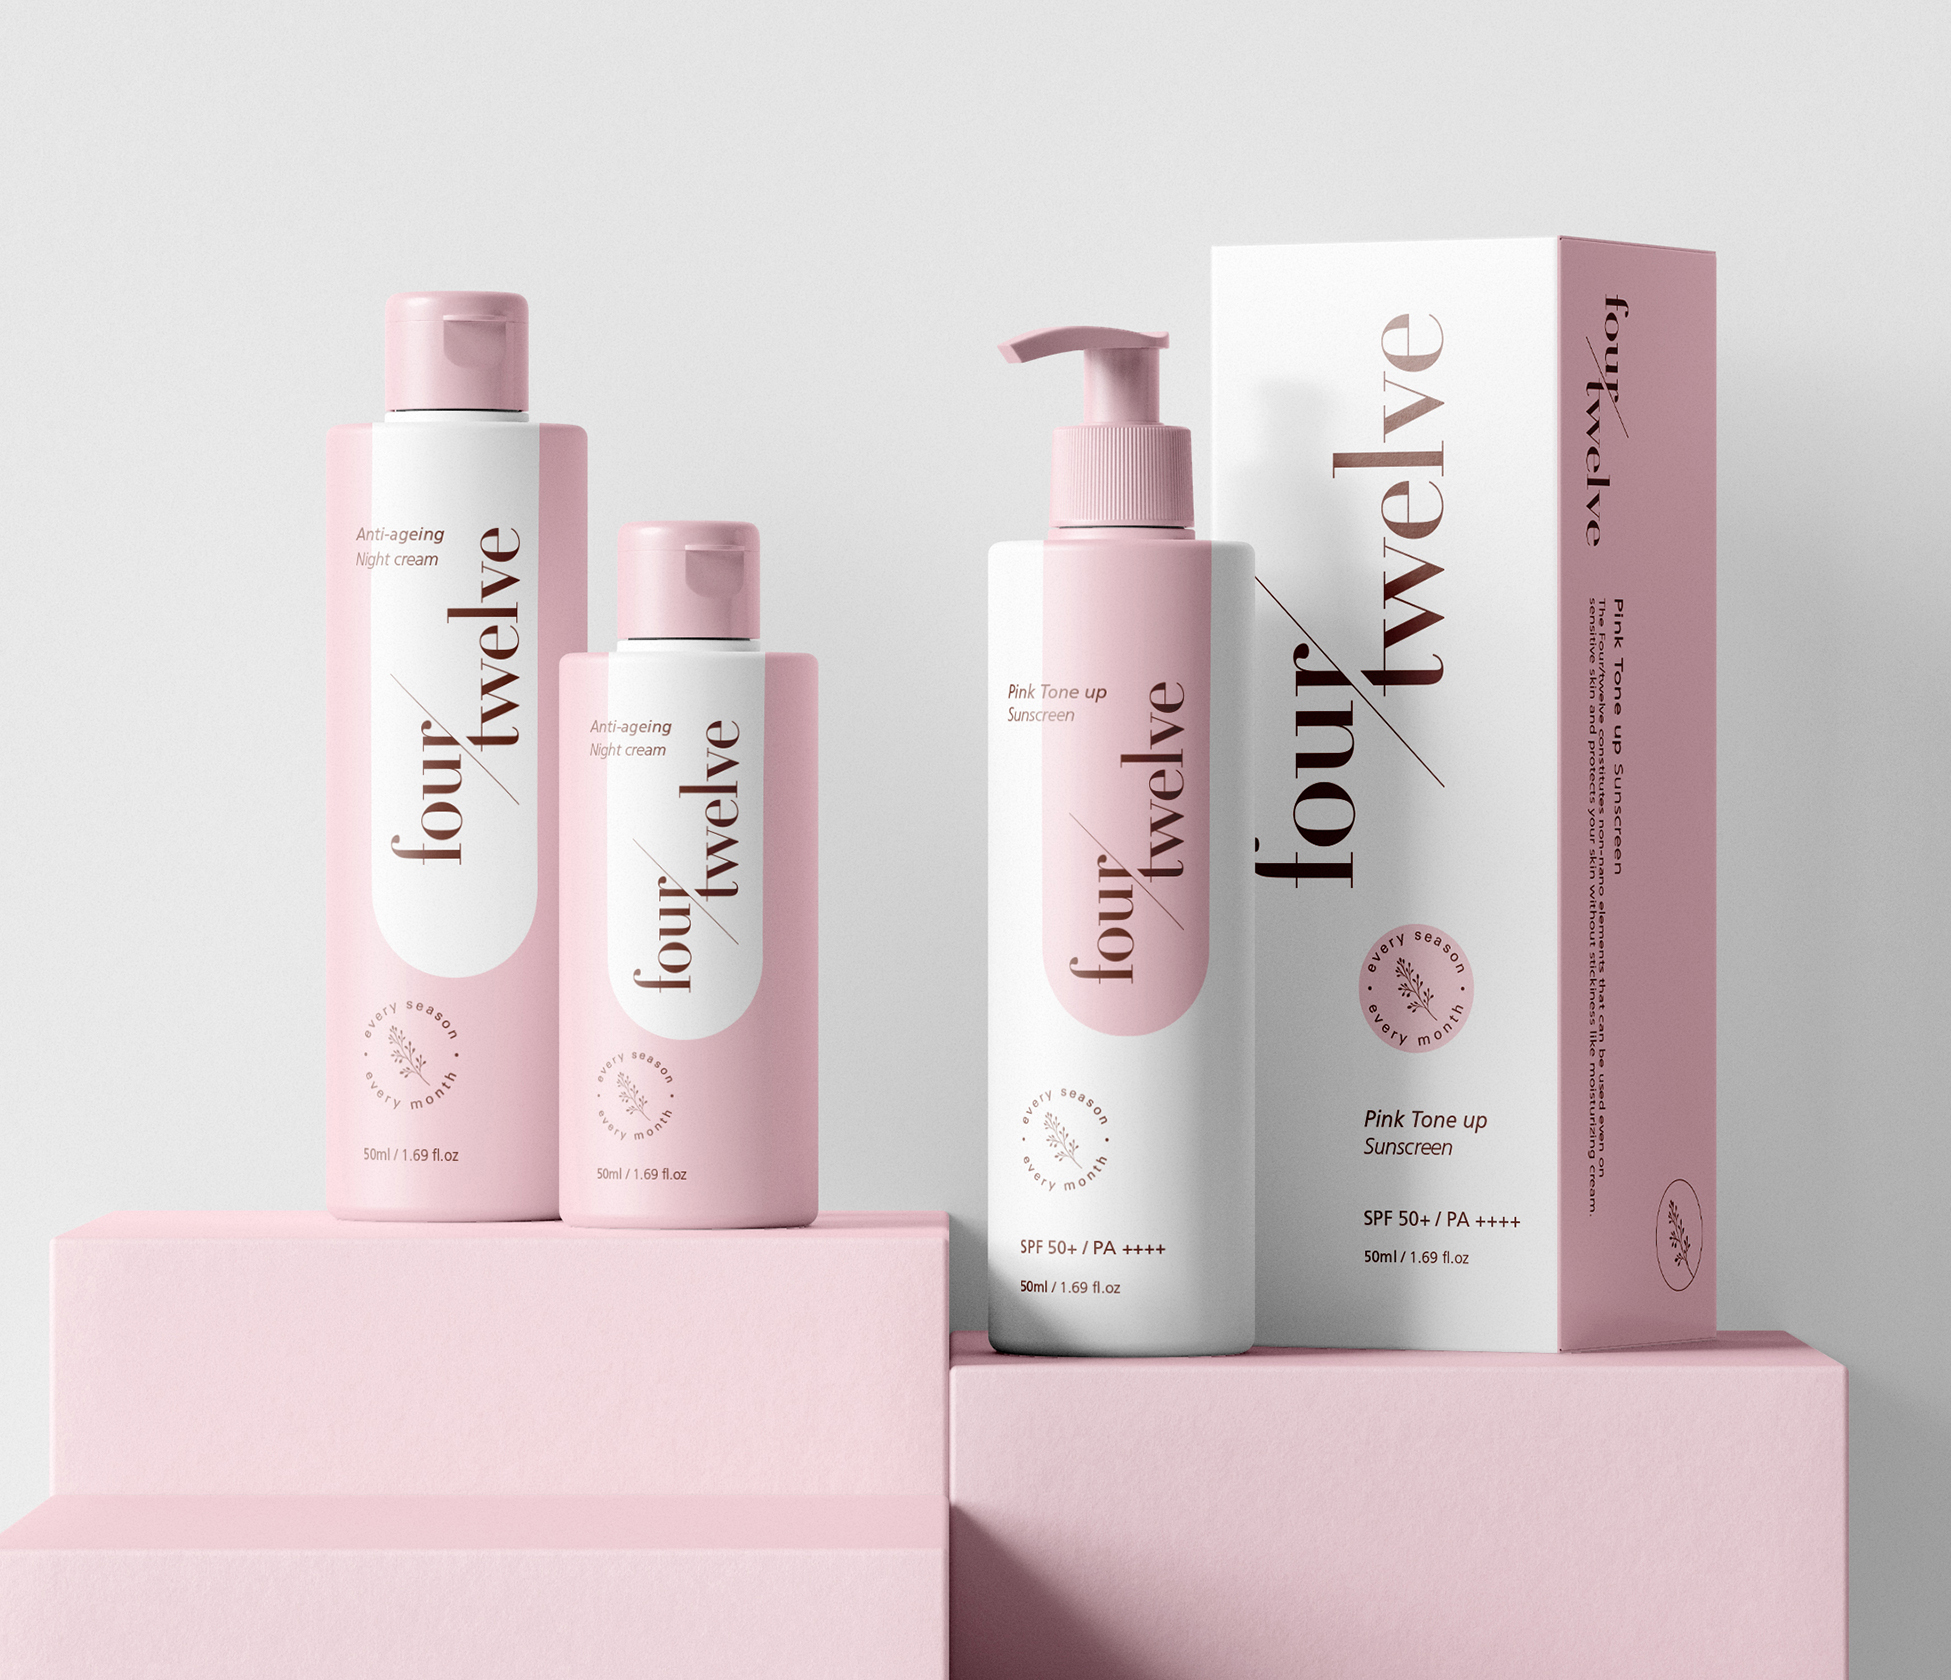 Anti-ageing
Night cream
four/twelve
every season
every month
50ml / 1.69 fl.oz
Anti-ageing
Night cream
four/twelve
every season
every month
50ml / 1.69 fl.oz
Pink Tone up
Sunscreen
four/twelve
every season
every month
SPF 50+ / PA ++++
50ml / 1.69 fl.oz
four/twelve
every season
every month
Pink Tone up
Sunscreen
SPF 50+ / PA ++++
50ml / 1.69 fl.oz
four/twelve
Pink Tone up Sunscreen
The Four/twelve constitutes non-nano elements that can be used even on
sensitive skin and protects your skin without stickiness like moisturizing cream.